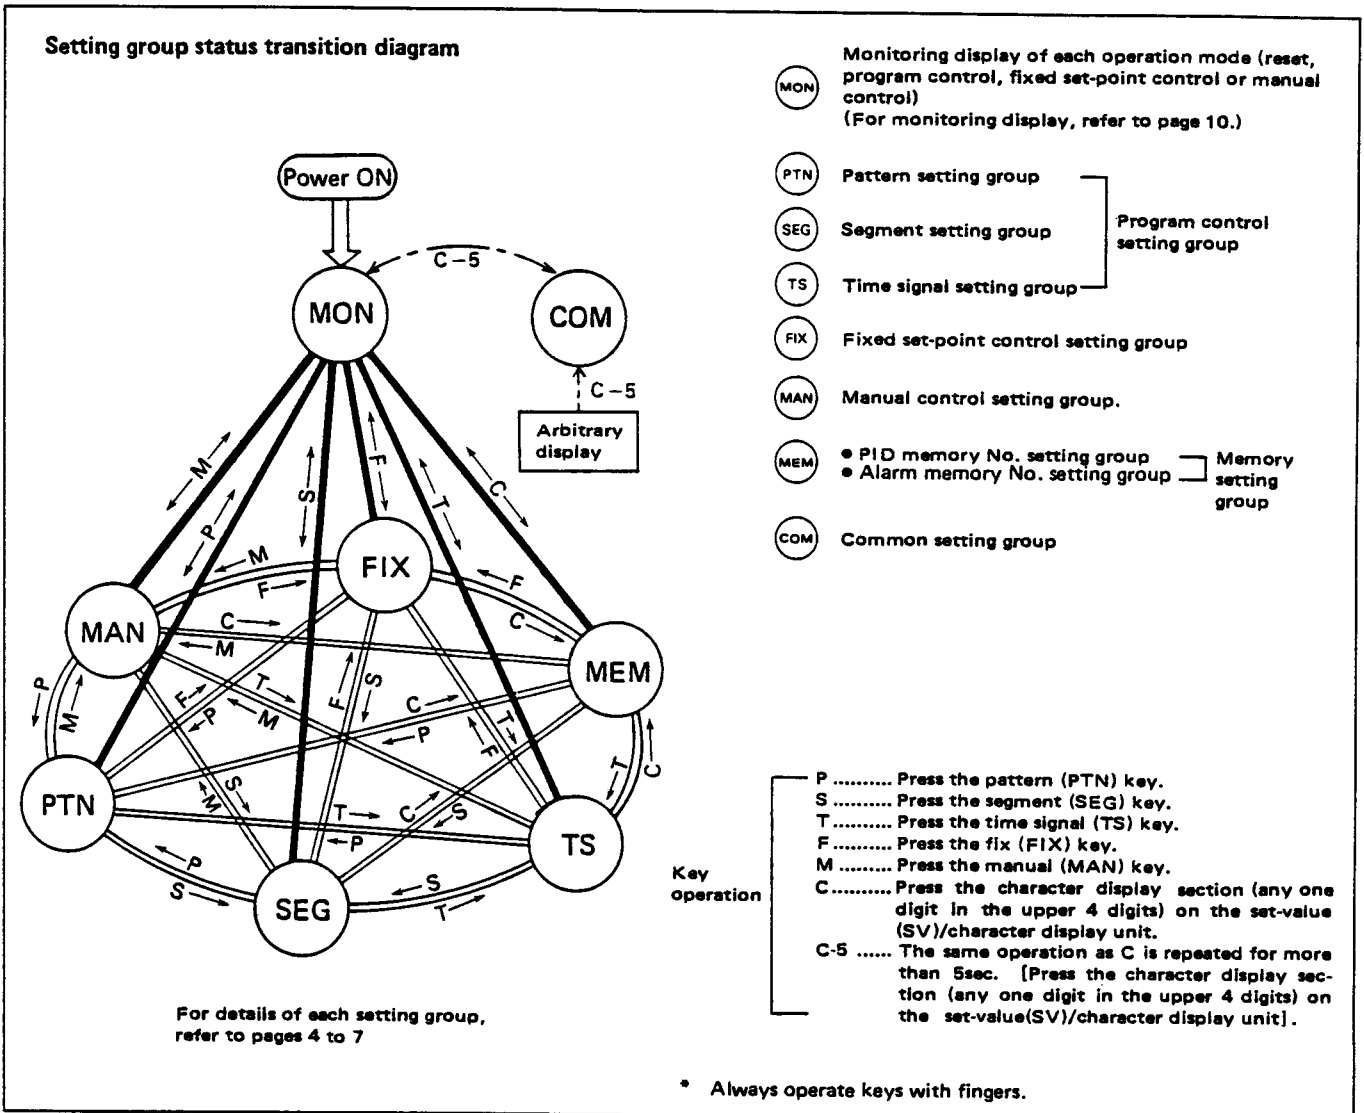 Setting group status transition diagram
Power ON
C-5
MON
COM
C-5
Arbitrary
display
M
P
S
F
T
C
FIX
M
F
F
C
MAN
C
M
MEM
P
M
F
P
T
M
F
S
C
P
T
F
T
C
S
M
PTN
T
P
C
S
TS
P
S
SEG
S
T
For details of each setting group,
refer to pages 4 to 7
MON
Monitoring display of each operation mode (reset,
program control, fixed set-point control or manual
control)
(For monitoring display, refer to page 10.)
PTN Pattern setting group
SEG Segment setting group
TS Time signal setting group
Program control
setting group
FIX Fixed set-point control setting group
MAN Manual control setting group.
MEM
● PID memory No. setting group
● Alarm memory No. setting group
Memory
setting
group
COM Common setting group
Key
operation
P .......... Press the pattern (PTN) key.
S .......... Press the segment (SEG) key.
T .......... Press the time signal (TS) key.
F .......... Press the fix (FIX) key.
M .......... Press the manual (MAN) key.
C.......... Press the character display section (any one
digit in the upper 4 digits) on the set-value
(SV)/character display unit.
C-5 ...... The same operation as C is repeated for more
than 5sec. [Press the character display sec-
tion (any one digit in the upper 4 digits) on
the set-value(SV)/character display unit].
* Always operate keys with fingers.